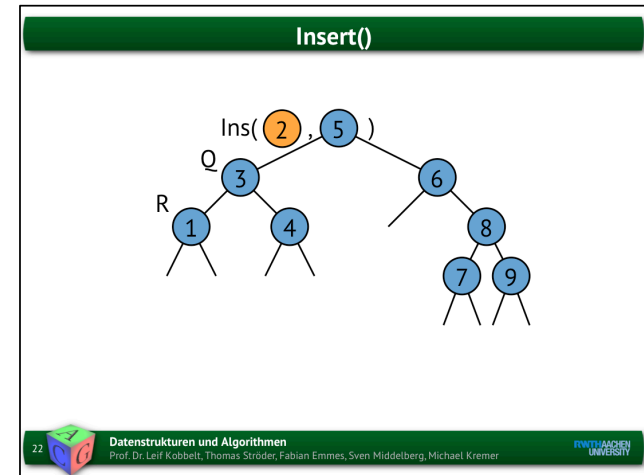 Insert()
Ins( 2 , 5 )
Q
3
6
R
1
4
8
7
9
22
A
C
G
Datenstrukturen und Algorithmen
Prof. Dr. Leif Kobbelt, Thomas Ströder, Fabian Emmes, Sven Middelberg, Michael Kremer
RWTHAACHEN
UNIVERSITY